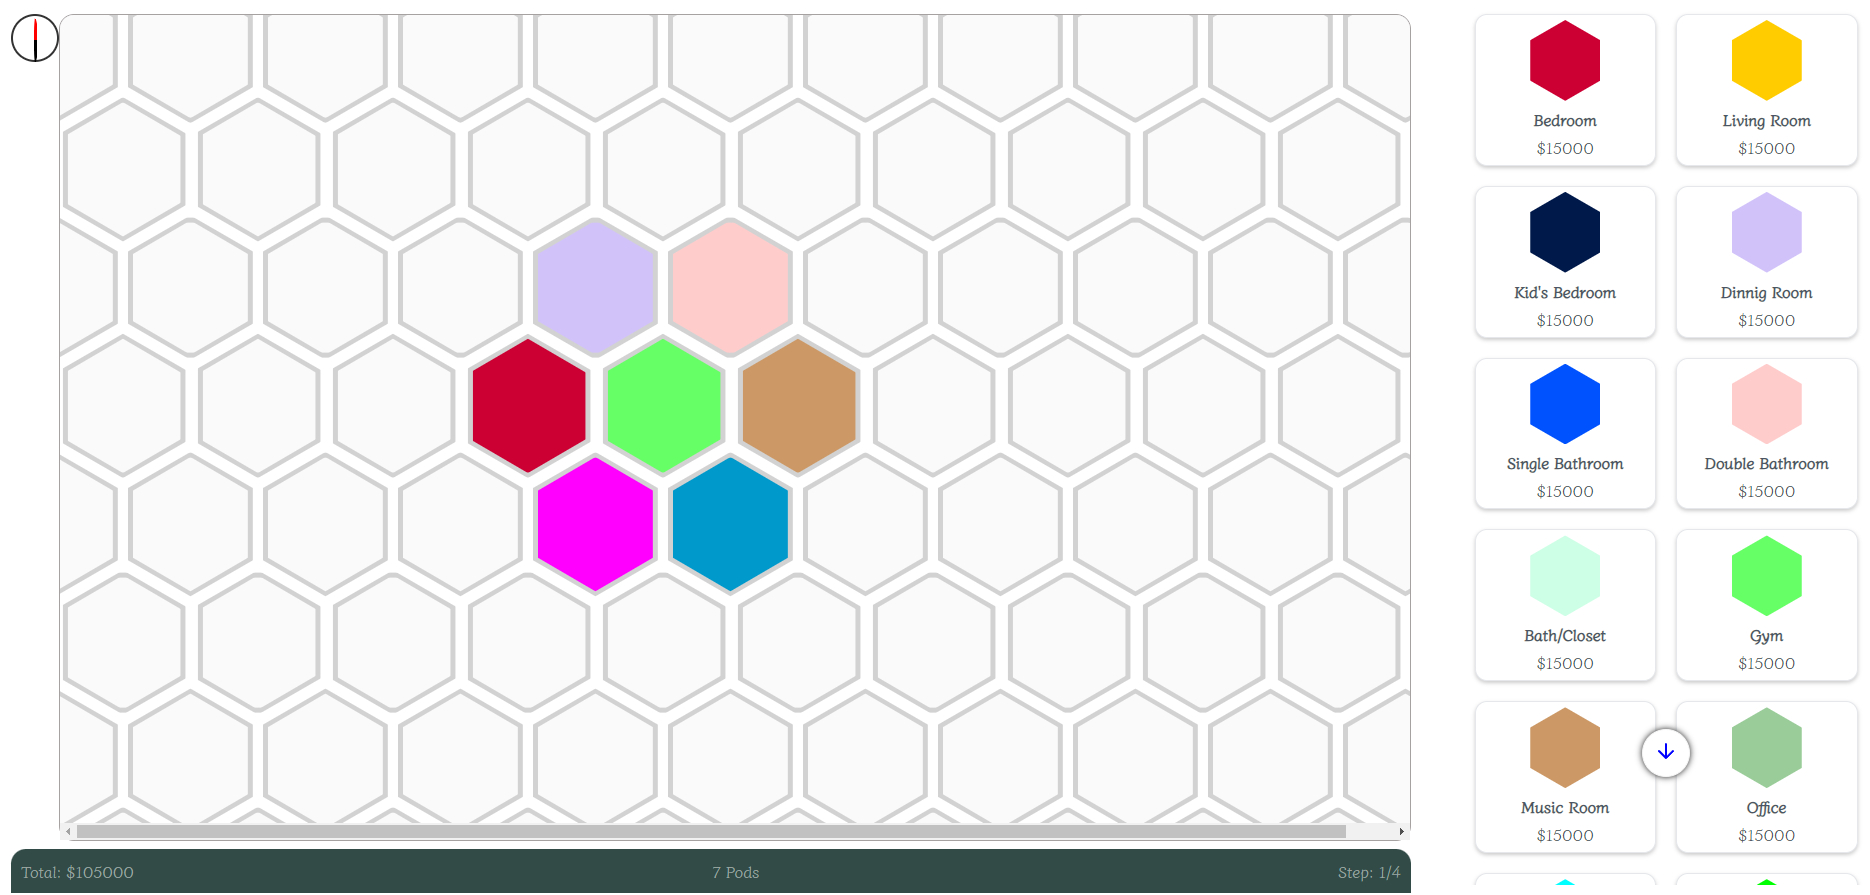 Bedroom
$15000
Living Room
$15000
Kid's Bedroom
$15000
Dinnig Room
$15000
Single Bathroom
$15000
Double Bathroom
$15000
Bath/Closet
$15000
Gym
$15000
Music Room
$15000
Office
$15000
Total: $105000
7 Pods
Step: 1/4